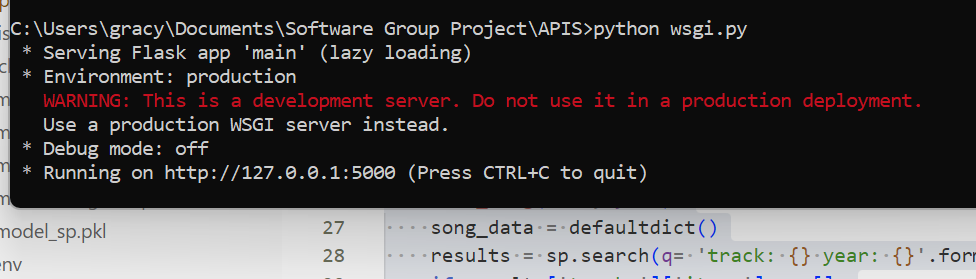 C:\Users\gracy\Documents\Software Group Project\APIS>python wsgi.py
* Serving Flask app 'main' (lazy loading)
* Environment: production
WARNING: This is a development server. Do not use it in a production deployment.
Use a production WSGI server instead.
* Debug mode: off
* Running on http://127.0.0.1:5000 (Press CTRL+C to quit)
model_sp.pkl
27 song_data = defaultdict()
28 results = sp.search(q= 'track: {} year: {}'.form